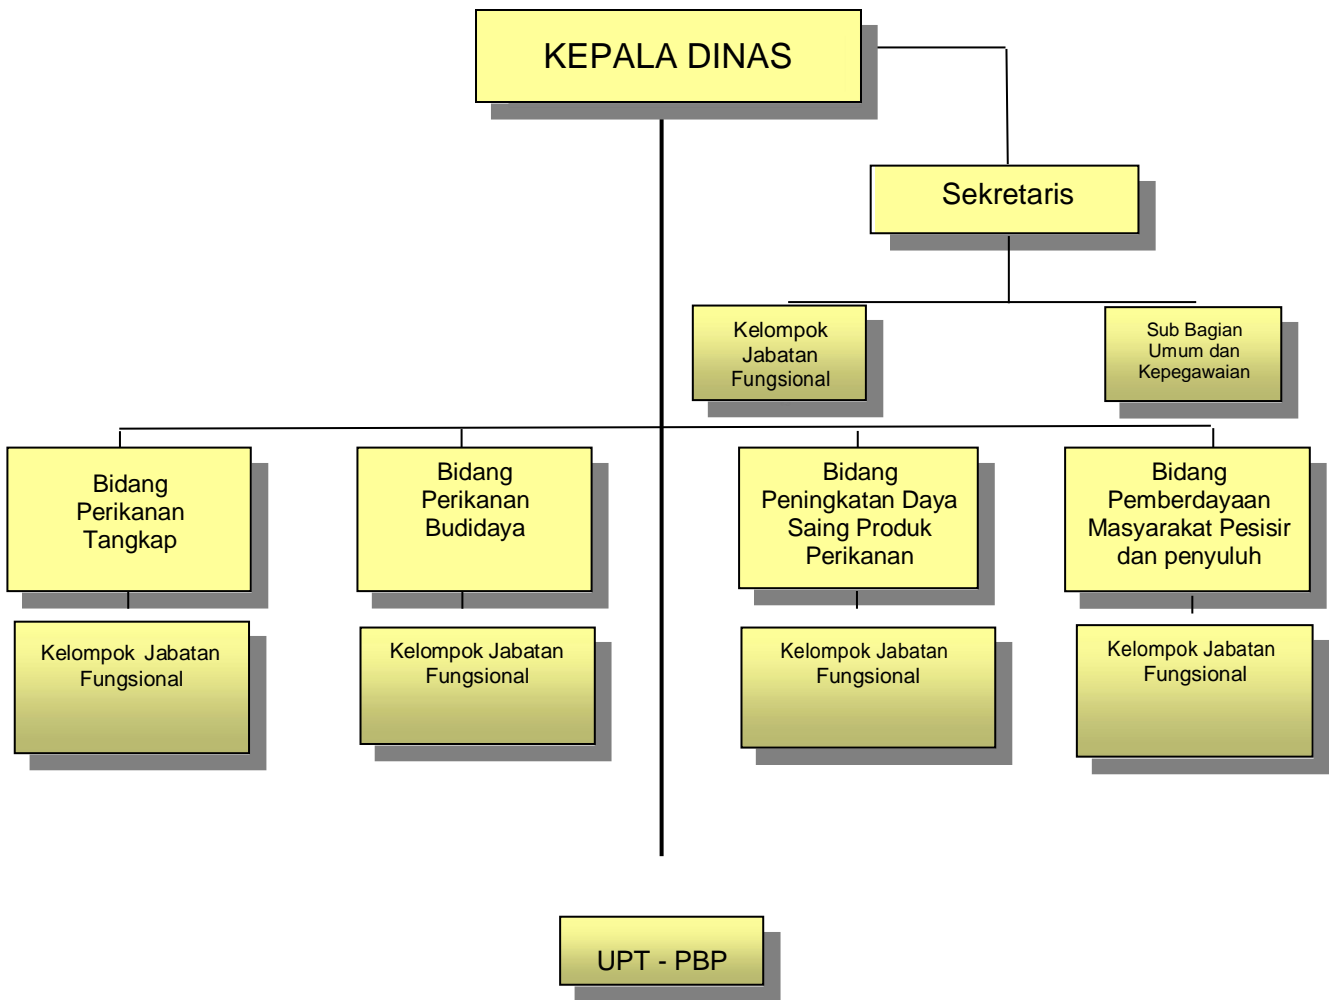 KEPALA DINAS
Sekretaris
Kelompok
Jabatan
Fungsional
Sub Bagian
Umum dan
Kepegawaian
Bidang
Perikanan
Tangkap
Bidang
Perikanan
Budidaya
Bidang
Peningkatan Daya
Saing Produk
Perikanan
Bidang
Pemberdayaan
Masyarakat Pesisir
dan penyuluh
Kelompok Jabatan
Fungsional
Kelompok Jabatan
Fungsional
Kelompok Jabatan
Fungsional
Kelompok Jabatan
Fungsional
UPT - PBP